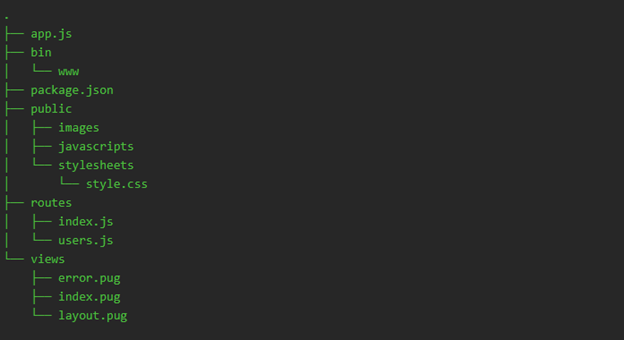 .
├── app.js
├── bin
│   └── www
├── package.json
├── public
│   ├── images
│   ├── javascripts
│   └── stylesheets
│       └── style.css
├── routes
│   ├── index.js
│   └── users.js
└── views
    ├── error.pug
    ├── index.pug
    └── layout.pug